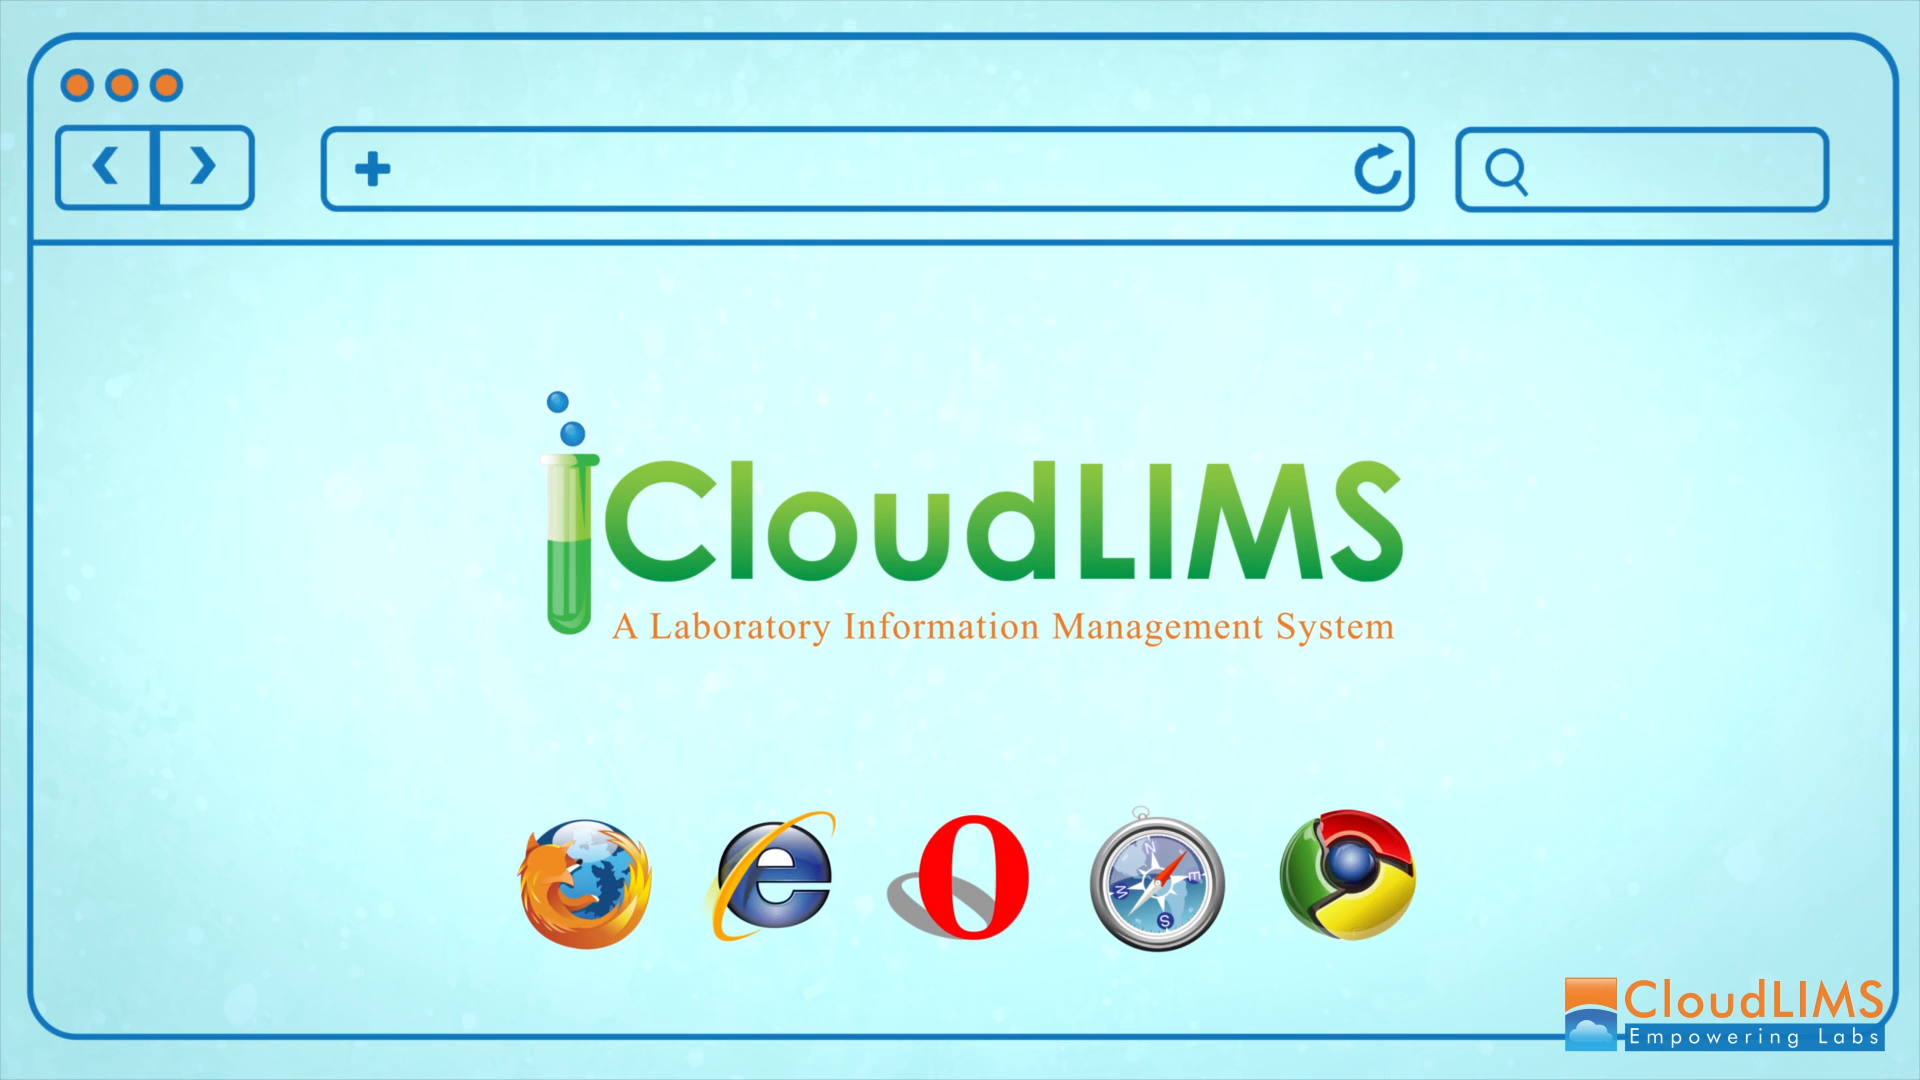 iCloudLIMS
A Laboratory Information Management System
N
E
S
W
CloudLIMS
Empowering Labs